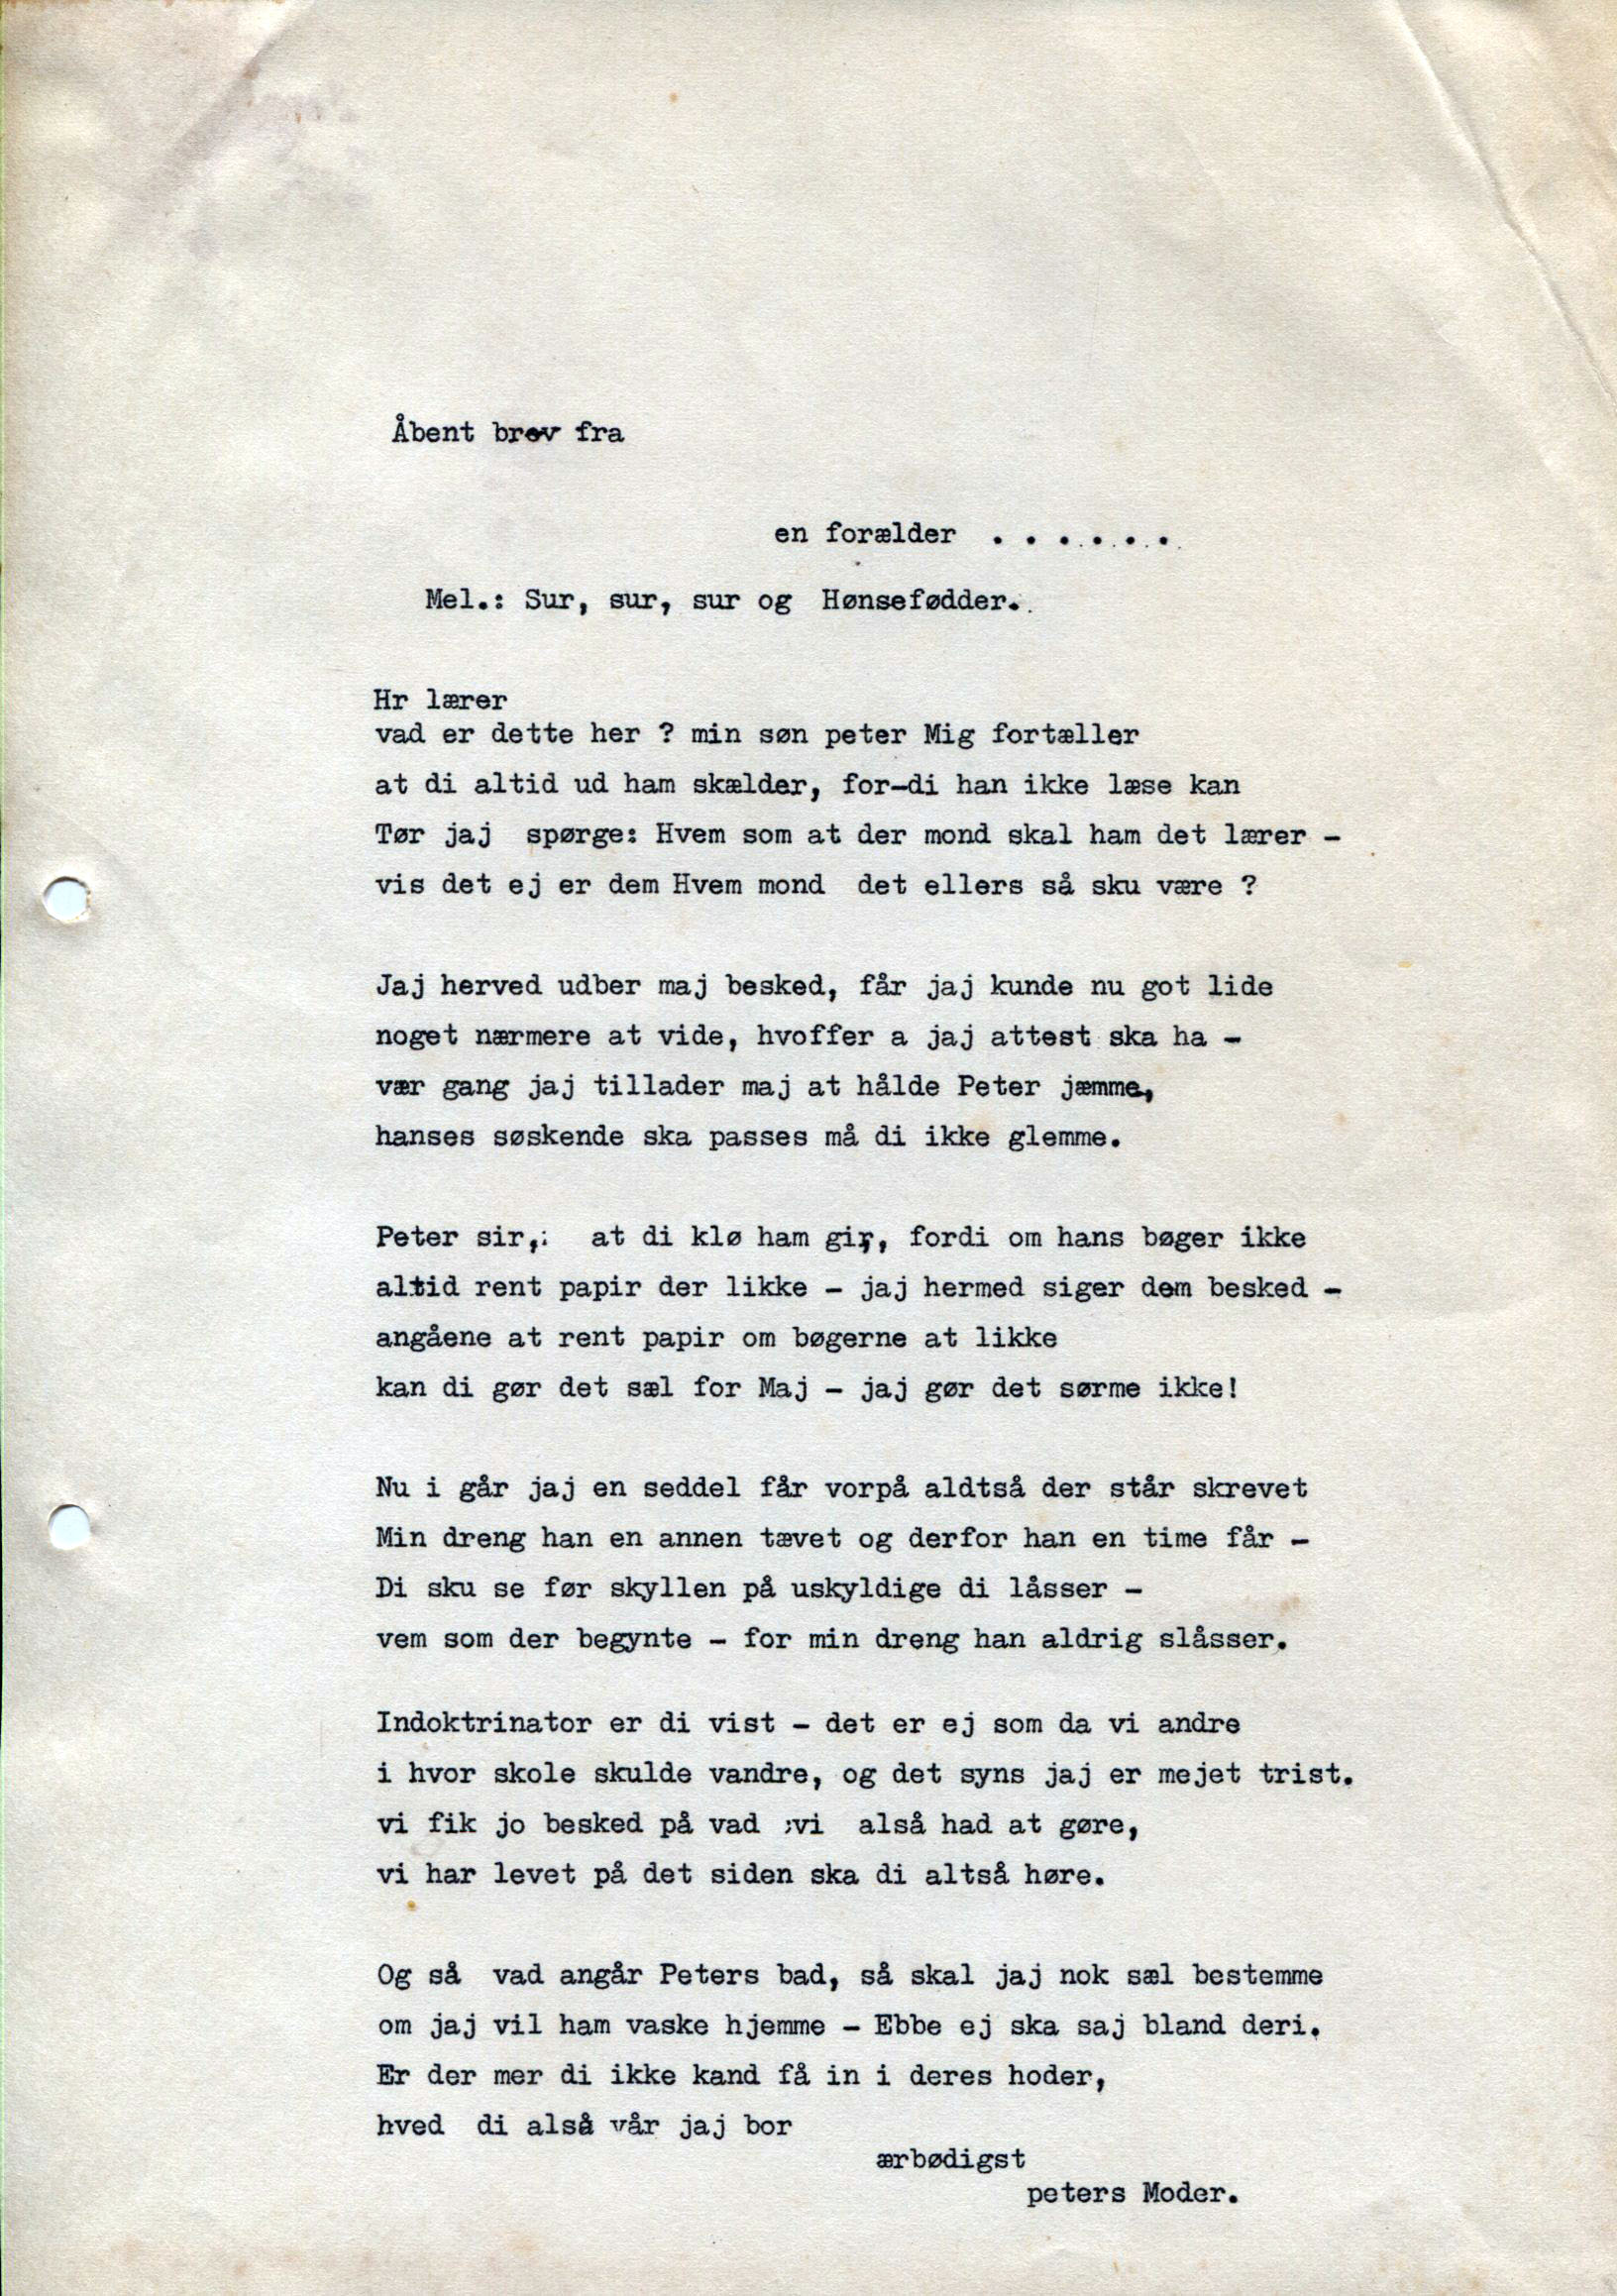 Åbent brev fra
en forælder . . . . . .
Mel.: Sur, sur, sur og Hønsefødder.
Hr lærer
vad er dette her ? min søn peter Mig fortæller
at di altid ud ham skælder, for-di han ikke læse kan
Tør jaj spørge: Hvem som at der mond skal ham det lærer -
vis det ej er dem Hvem mond det ellers så sku være ?
Jaj herved udber maj besked, får jaj kunde nu got lide
noget nærmere at vide, hvoffer a jaj attest ska ha -
vær gang jaj tillader maj at hålde Peter jæmme,
hanses søskende ska passes må di ikke glemme.
Peter sir,: at di klø ham gir, fordi om hans bøger ikke
altid rent papir der likke - jaj hermed siger dem besked -
angåene at rent papir om bøgerne at likke
kan di gør det sæl for Maj - jaj gør det sørme ikke!
Nu i går jaj en seddel får vorpå aldtså der står skrevet
Min dreng han en annen tævet og derfor han en time får -
Di sku se før skyllen på uskyldige di låsser -
vem som der begynte - for min dreng han aldrig slåsser.
Indoktrinator er di vist - det er ej som da vi andre
i hvor skole skulde vandre, og det syns jaj er mejet trist.
vi fik jo besked på vad ;vi alså had at gøre,
vi har levet på det siden ska di altså høre.
Og så vad angår Peters bad, så skal jaj nok sæl bestemme
om jaj vil ham vaske hjemme - Ebbe ej ska saj bland deri.
Er der mer di ikke kand få in i deres hoder,
hved di alså vår jaj bor
ærbødigst
peters Moder.